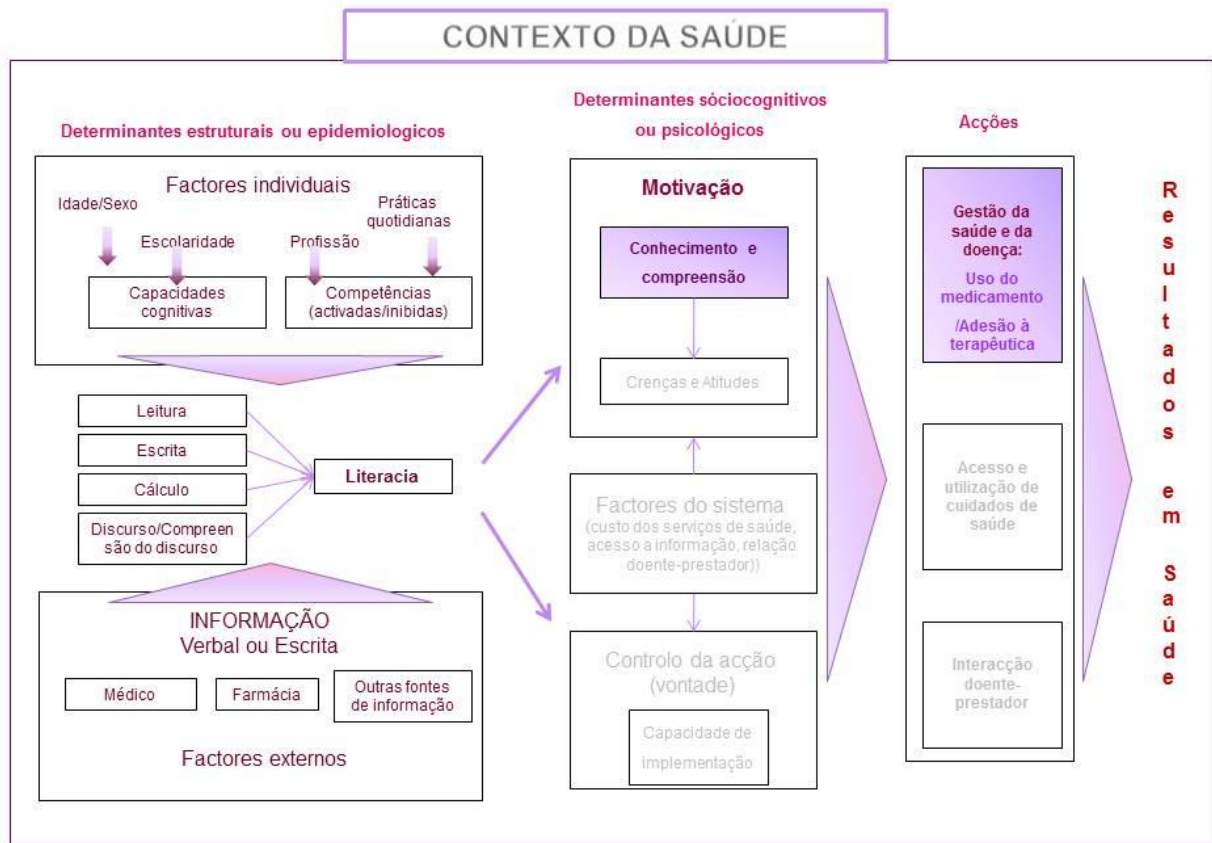 CONTEXTO DA SAÚDE
Determinantes estruturais ou epidemiologicos
Factores individuais
Idade/Sexo
Práticas
quotidianas
Escolaridade
Profissão
Capacidades
cognitivas
Competências
(activadas/inibidas)
Leitura
Escrita
Cálculo
Discurso/Compreen
são do discurso
Literacia
INFORMAÇÃO
Verbal ou Escrita
Médico
Farmácia
Outras fontes
de informação
Factores externos
Determinantes sóciocognitivos
ou psicológicos
Motivação
Conhecimento e
compreensão
Crenças e Atitudes
Factores do sistema
(custo dos serviços de saúde,
acesso a informação, relação
doente-prestador))
Controlo da acção
(vontade)
Capacidade de
implementação
Acções
Gestão da
saúde e da
doença:
Uso do
medicamento
/Adesão à
terapêutica
Acesso e
utilização de
cuidados de
saúde
Interacção
doente-
prestador
Resultados em Saúde